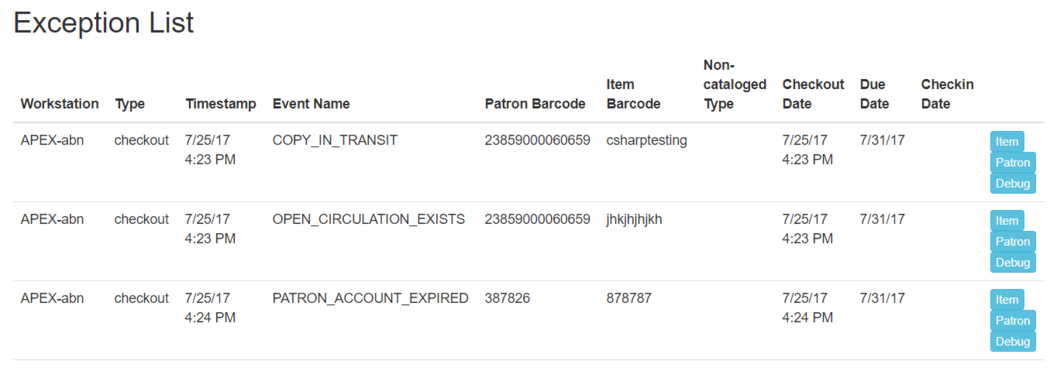 Exception List
Non-
Item cataloged Checkout Due Checkin
Workstation Type Timestamp Event Name Patron Barcode Barcode Type Date Date Date
APEX-abn checkout 7/25/17 COPY_IN_TRANSIT 23859000060659 csharptesting 7/25/17 7/31/17 Item
4:23 PM 4:23 PM Patron
Debug
APEX-abn checkout 7/25/17 OPEN_CIRCULATION_EXISTS 23859000060659 jhkjhjhjkh 7/25/17 7/31/17 Item
4:23 PM 4:23 PM Patron
Debug
APEX-abn checkout 7/25/17 PATRON_ACCOUNT_EXPIRED 387826 878787 7/25/17 7/31/17 Item
4:24 PM 4:24 PM Patron
Debug